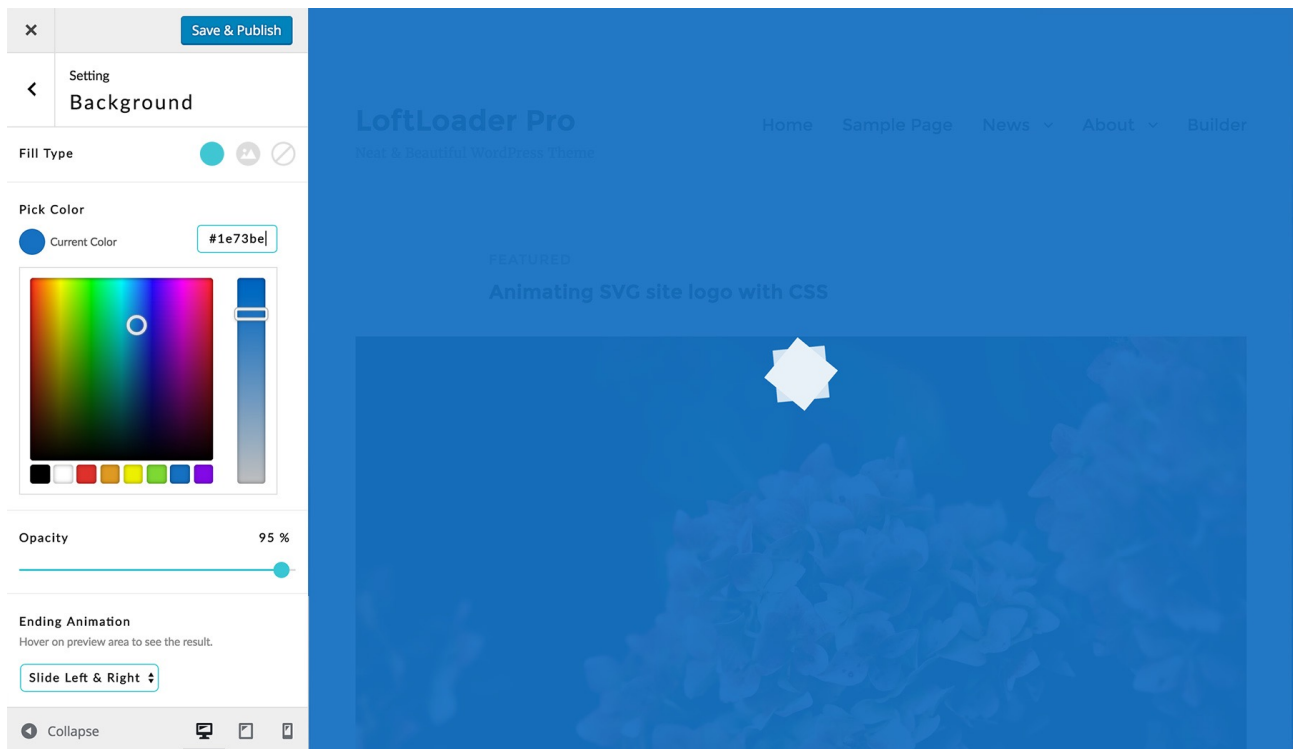 Save & Publish
Setting
Background
Fill Type
Pick Color
Current Color
#1e73be
Opacity
95 %
Ending Animation
Hover on preview area to see the result.
Slide Left & Right
Collapse
LoftLoader Pro
Neat & Beautiful WordPress Theme
Home Sample Page News About Builder
FEATURED
Animating SVG site logo with CSS